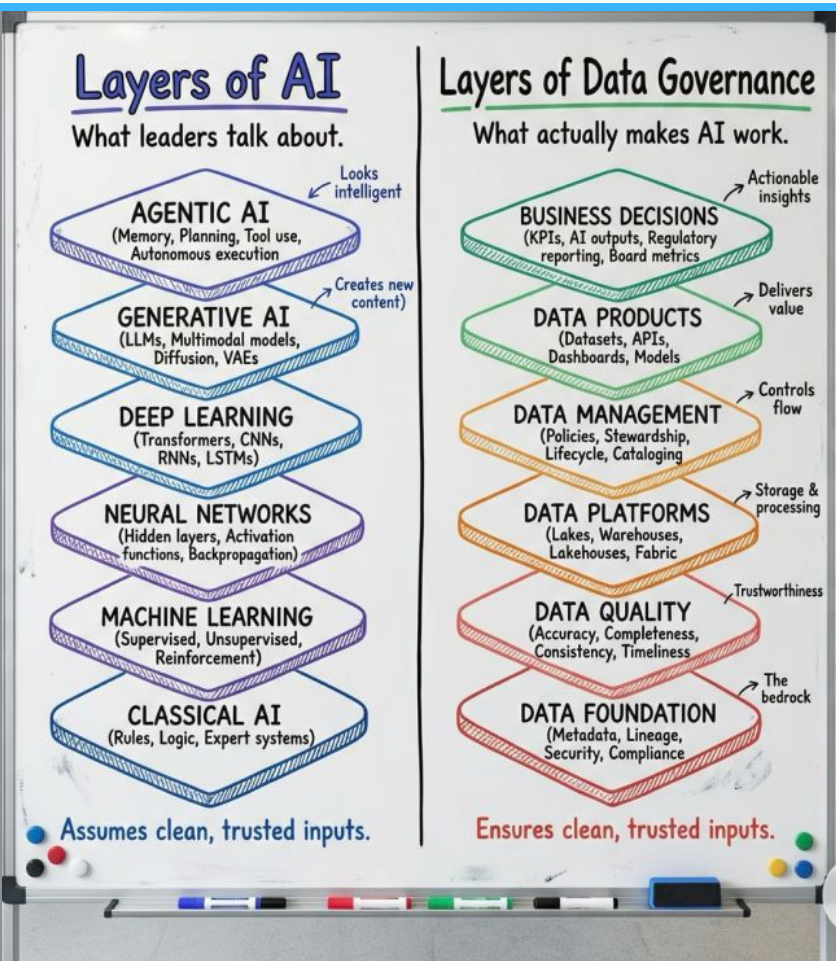 Layers of AI
What leaders talk about.
Looks
intelligent
AGENTIC AI
(Memory, Planning, Tool use,
Autonomous execution
Creates new
content)
GENERATIVE AI
(LLMs, Multimodal models,
Diffusion, VAEs
DEEP LEARNING
(Transformers, CNNs,
RNNs, LSTMs)
NEURAL NETWORKS
(Hidden layers, Activation
functions, Backpropagation)
MACHINE LEARNING
(Supervised, Unsupervised,
Reinforcement)
CLASSICAL AI
(Rules, Logic, Expert systems)
Assumes clean, trusted inputs.
Layers of Data Governance
What actually makes AI work.
Actionable
insights
BUSINESS DECISIONS
(KPIs, AI outputs, Regulatory
reporting, Board metrics
Delivers
value
DATA PRODUCTS
(Datasets, APIs,
Dashboards, Models
Controls
flow
DATA MANAGEMENT
(Policies, Stewardship,
Lifecycle, Cataloging
Storage &
processing
DATA PLATFORMS
(Lakes, Warehouses,
Lakehouses, Fabric
Trustworthiness
DATA QUALITY
(Accuracy, Completeness,
Consistency, Timeliness
The
bedrock
DATA FOUNDATION
(Metadata, Lineage,
Security, Compliance
Ensures clean, trusted inputs.